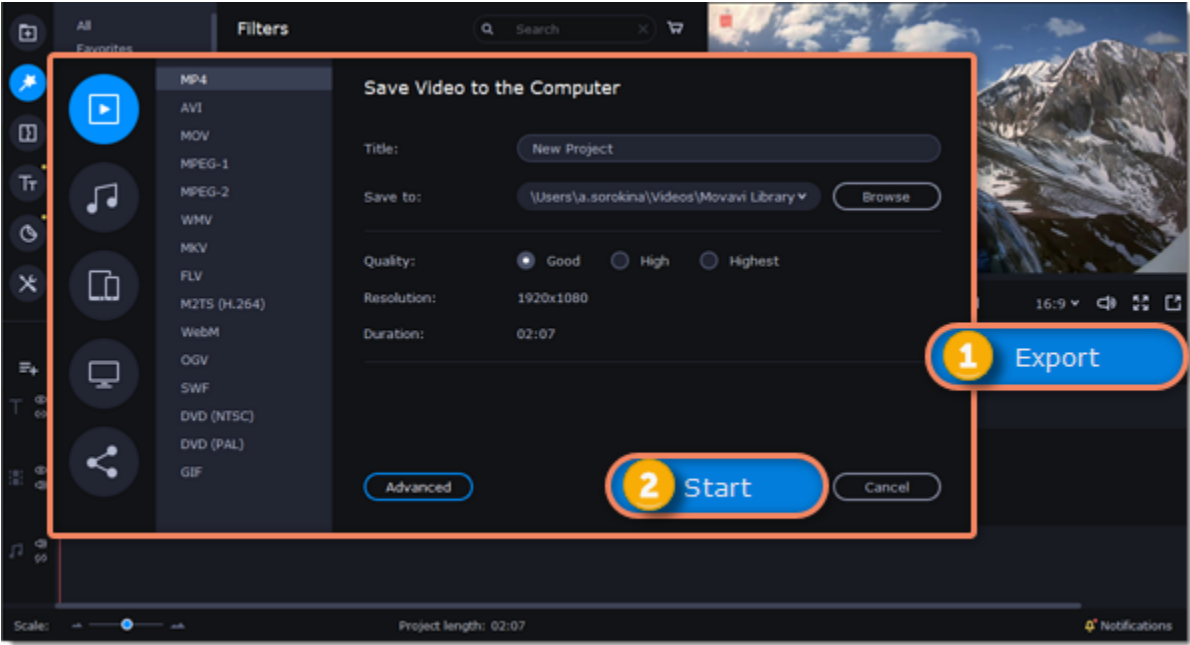 All
Favorites
Filters
Search
MP4
AVI
MOV
MPEG-1
MPEG-2
WMV
MKV
FLV
M2TS (H.264)
WebM
OGV
SWF
DVD (NTSC)
DVD (PAL)
GIF
Save Video to the Computer
Title: New Project
Save to: \Users\a.sorokina\Videos\Movavi Library Browse
Quality: Good High Highest
Resolution: 1920x1080
Duration: 02:07
Advanced
2 Start
Cancel
16:9
1 Export
Tт
T
Scale:
Project length: 02:07
Notifications